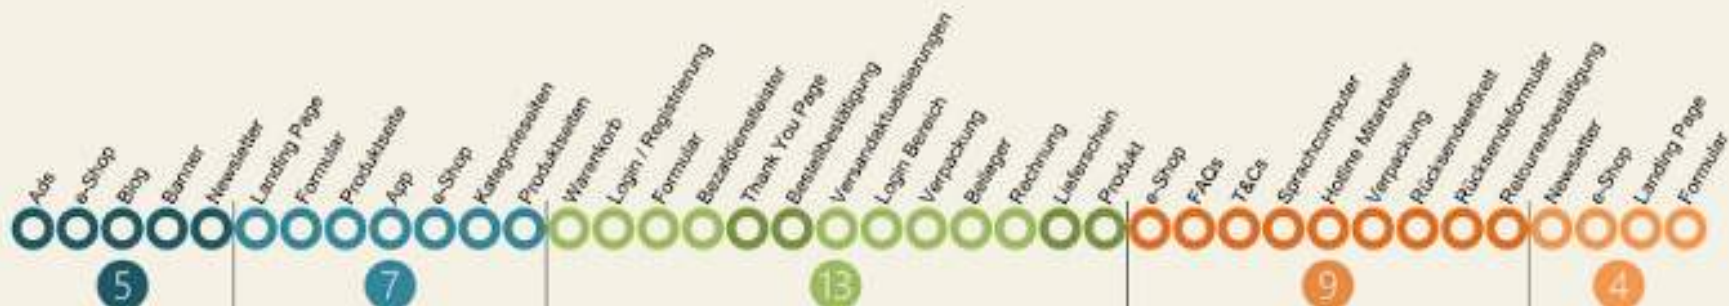 Ads
e-Shop
Blog
Banner
Newsletter
Landing Page
Formular
Produktseite
App
e-Shop
Kategorieseiten
Produktseiten
Warenkorb
Login / Registrierung
Formular
Bezahldienstleister
Thank You Page
Bestellbestätigung
Versandaktualisierungen
Login Bereich
Verpackung
Beileger
Rechnung
Lieferschein
Produkt
e-Shop
FAQs
T&Cs
Sprachcomputer
Hotline Mitarbeiter
Verpackung
Rücksendeetikett
Rücksendeformular
Retourenbestätigung
Newsletter
e-Shop
Landing Page
Formular
5
7
13
9
4